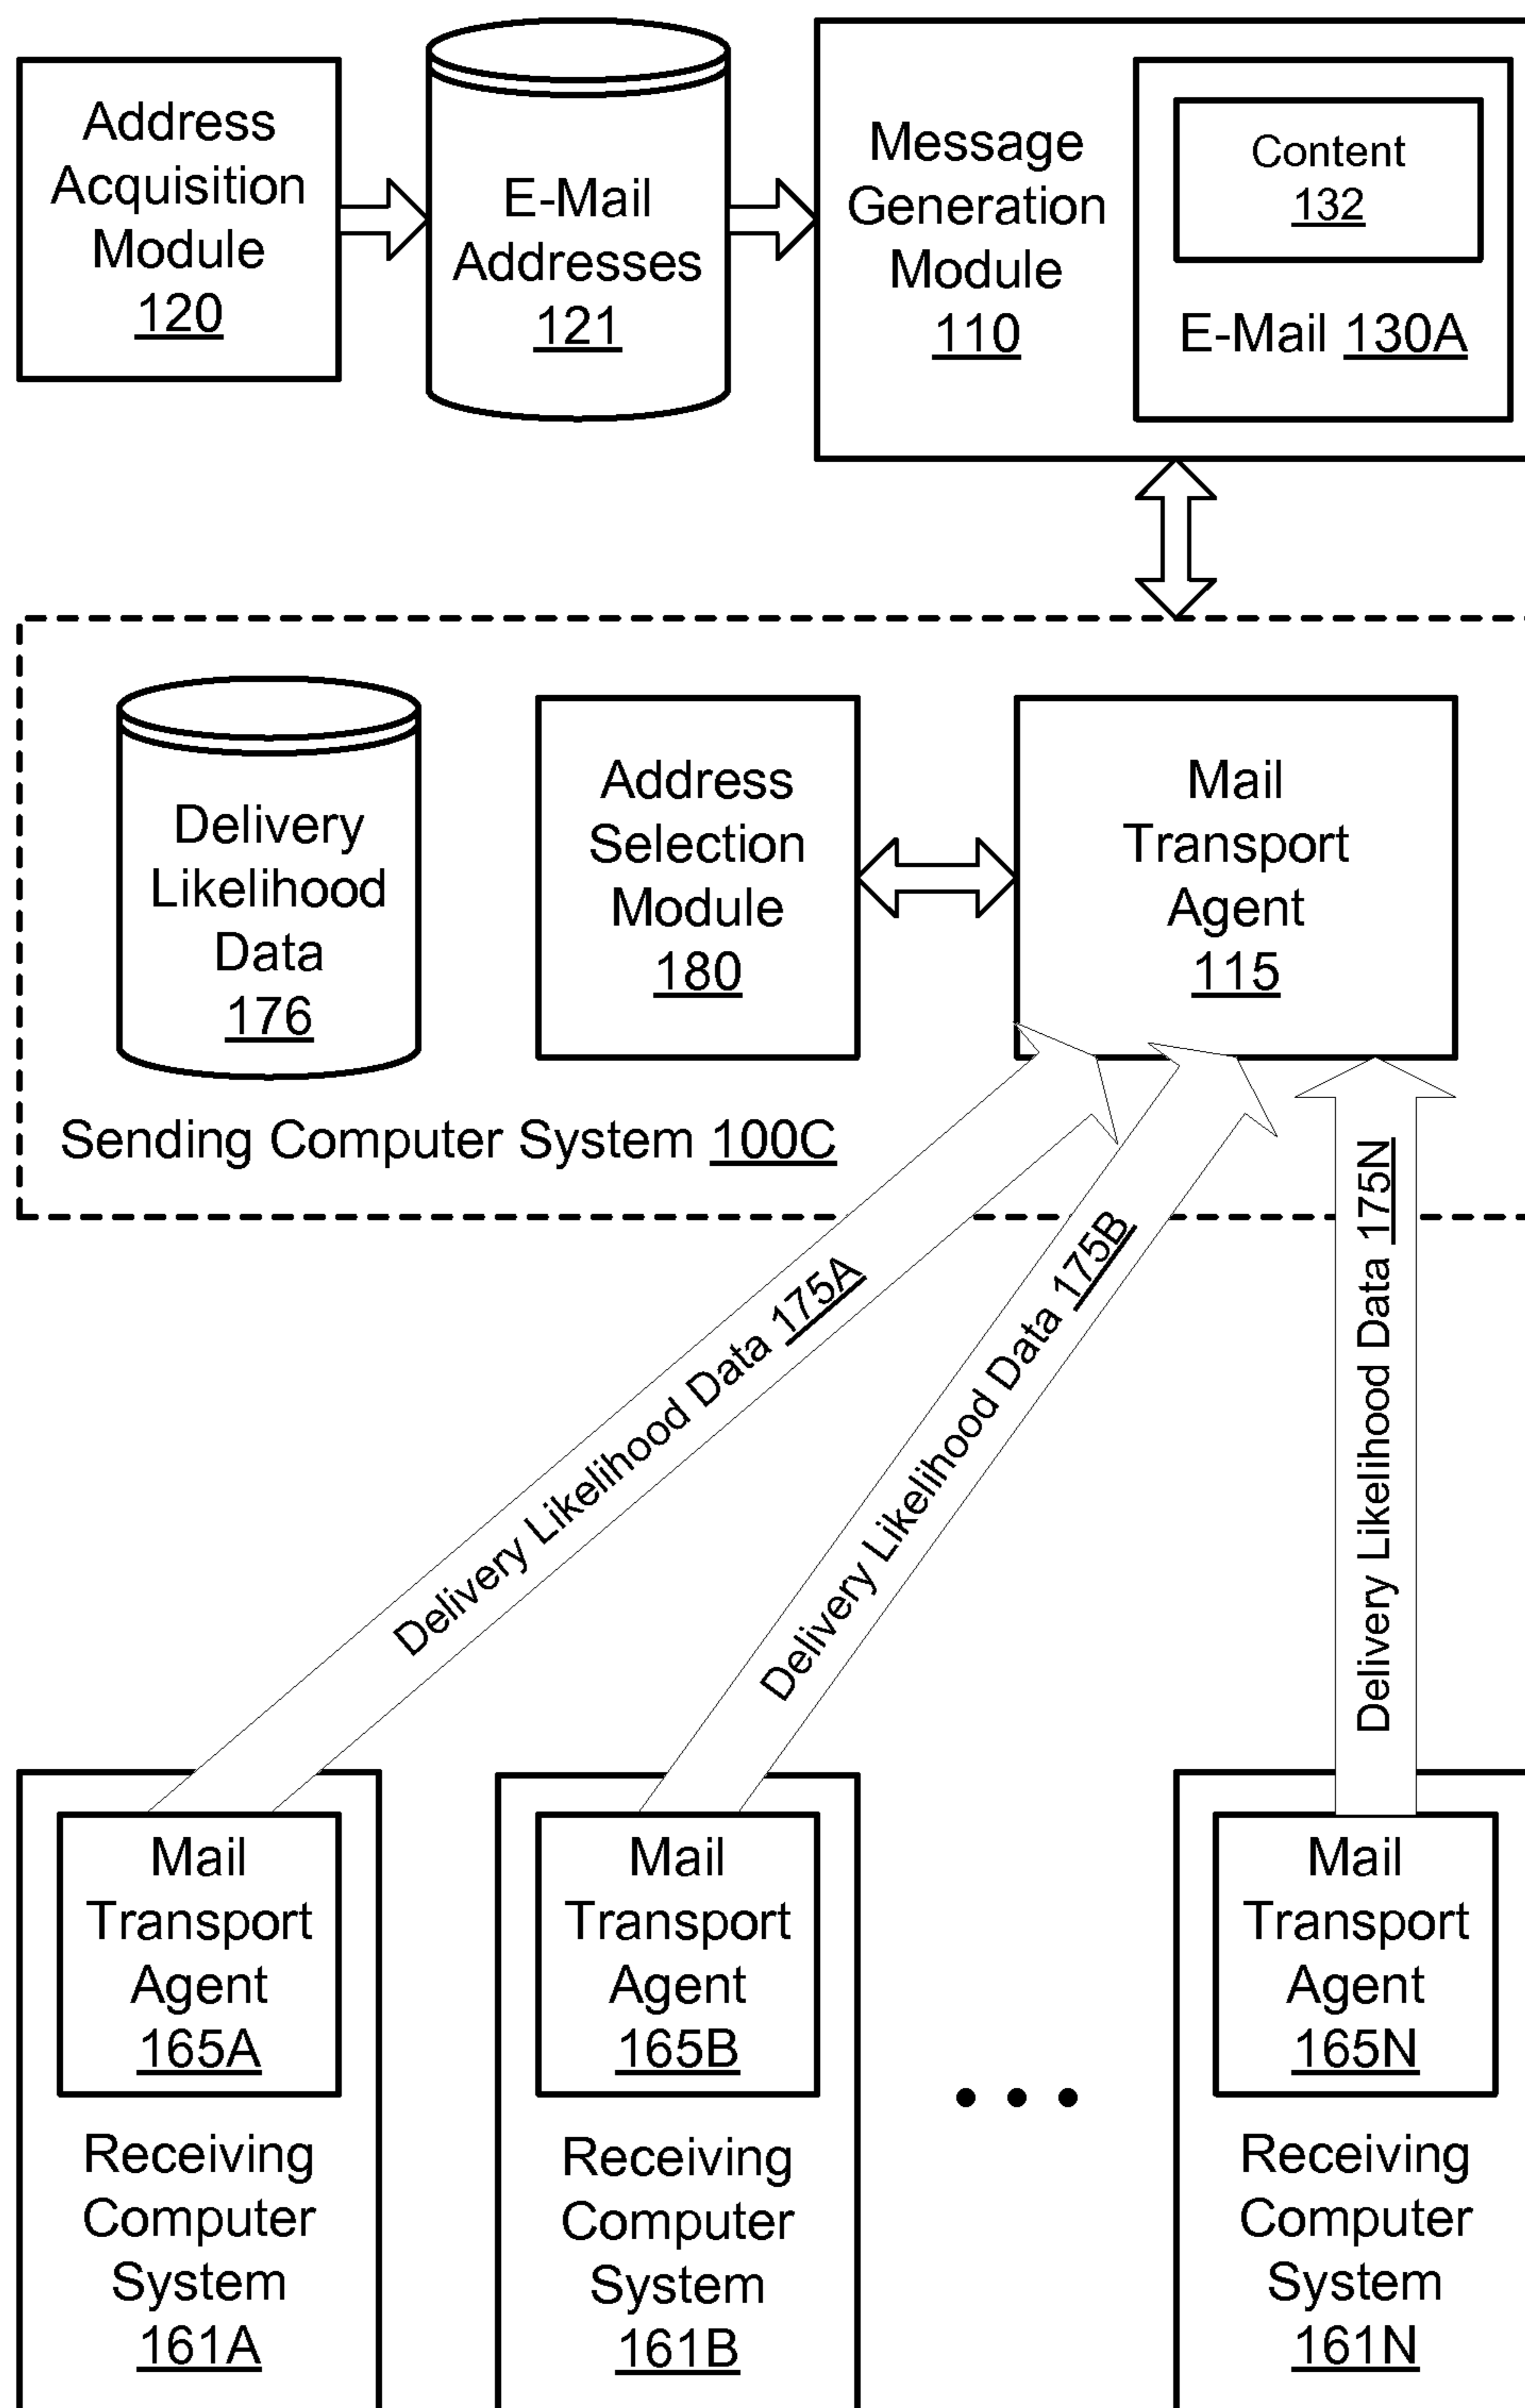 Address
Acquisition
Module
120
E-Mail
Addresses
121
Message
Generation
Module
110
Content
132
E-Mail 130A
Delivery
Likelihood
Data
176
Address
Selection
Module
180
Mail
Transport
Agent
115
Sending Computer System 100C
Delivery Likelihood Data 175A
Delivery Likelihood Data 175B
Delivery Likelihood Data 175N
Mail
Transport
Agent
165A
Receiving
Computer
System
161A
Mail
Transport
Agent
165B
Receiving
Computer
System
161B
Mail
Transport
Agent
165N
Receiving
Computer
System
161N